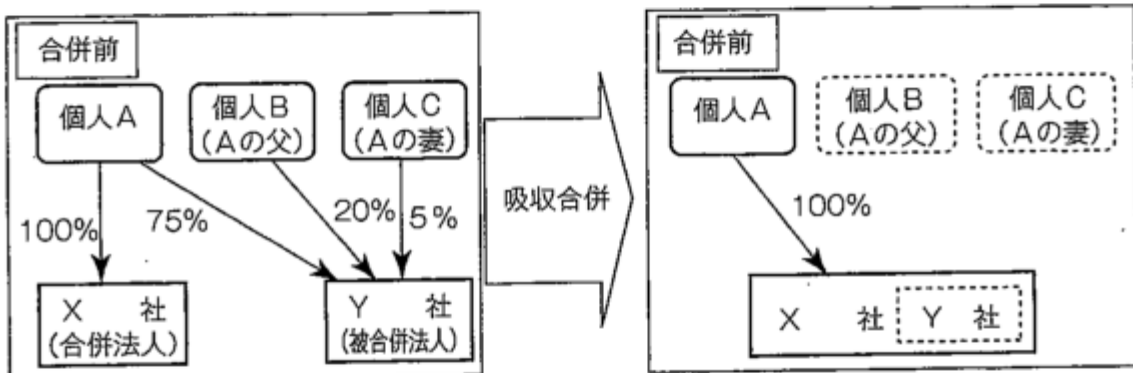 合併前
個人A
個人B
(Aの父)
個人C
(Aの妻)
100%
75%
20%
5%
X 社
(合併法人)
Y 社
(被合併法人)
吸収合併
合併前
個人A
個人B
(Aの父)
個人C
(Aの妻)
100%
X 社
Y 社